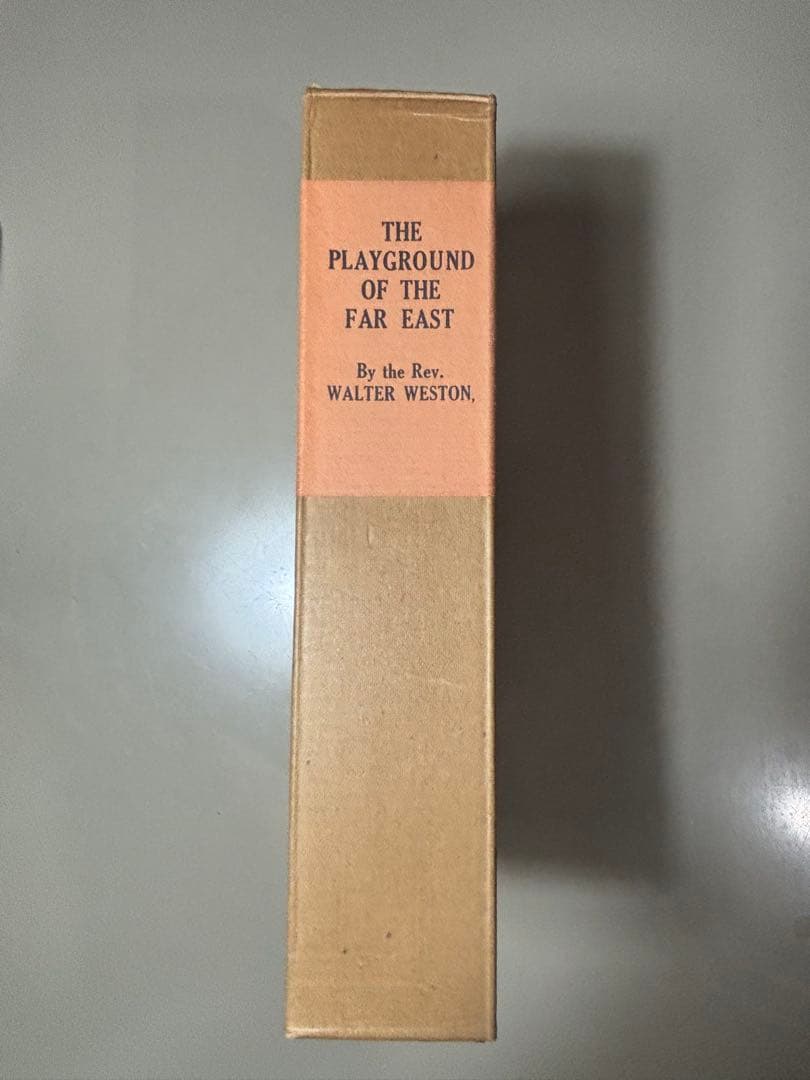 THE
PLAYGROUND
OF THE
FAR EAST
By the Rev.
WALTER WESTON,